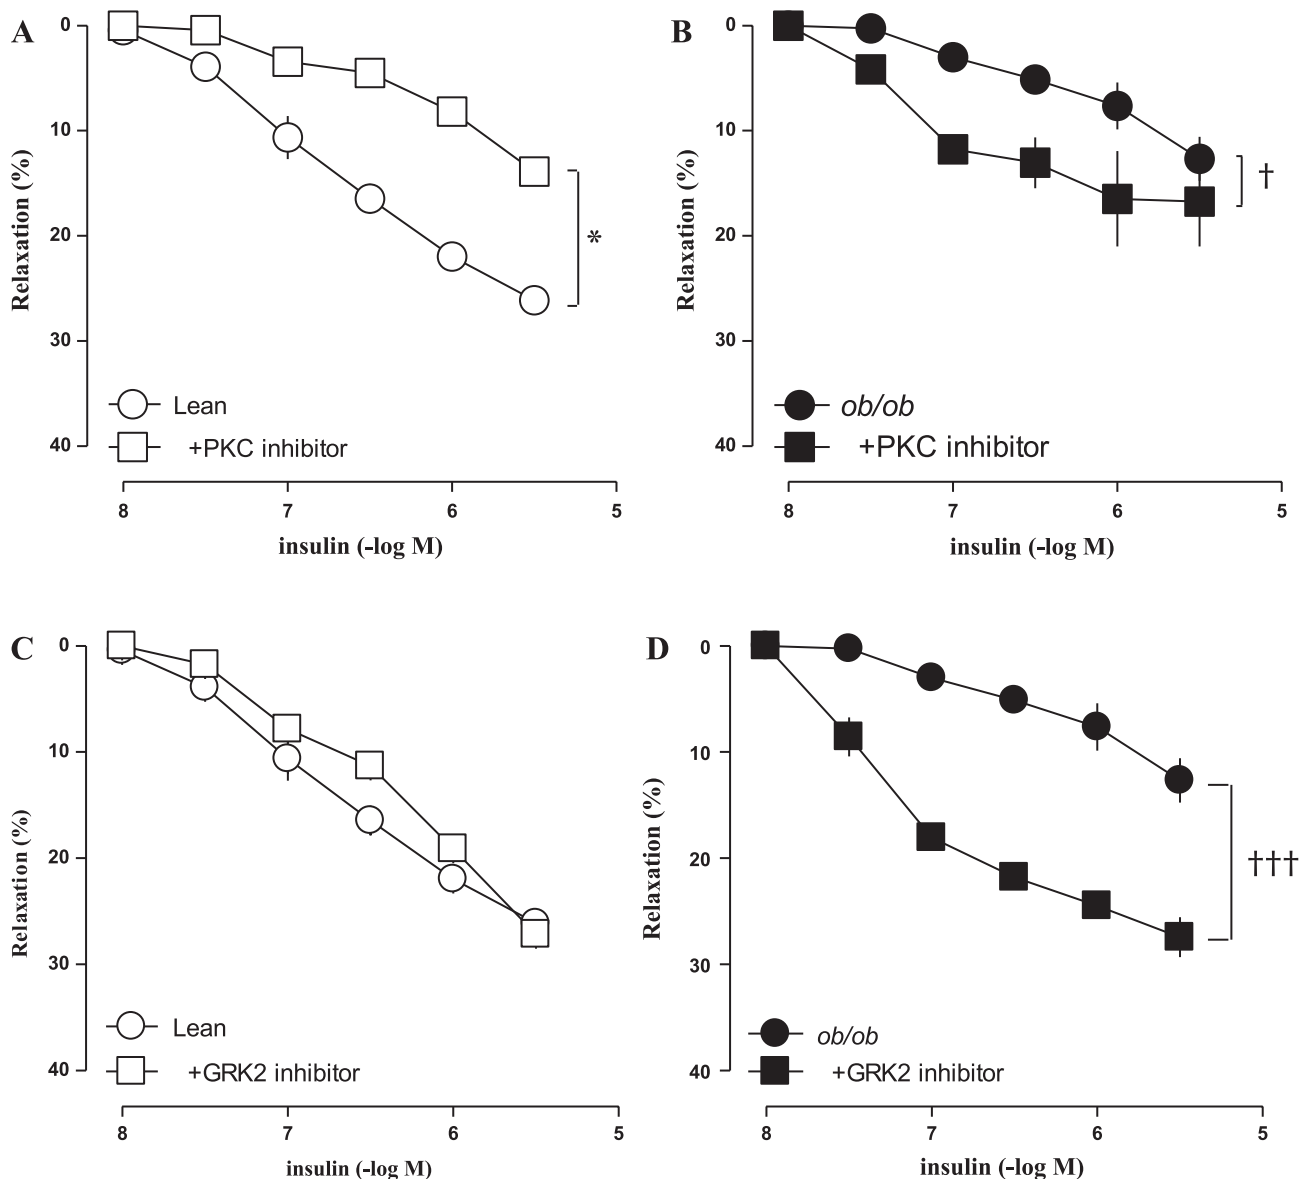 A
0
10
20
30
40
Relaxation (%)
*
Lean
+PKC inhibitor
8 7 6 5
insulin (-log M)
B
0
10
20
30
40
Relaxation (%)
†
ob/ob
+PKC inhibitor
8 7 6 5
insulin (-log M)
C
0
10
20
30
40
Relaxation (%)
Lean
+GRK2 inhibitor
8 7 6 5
insulin (-log M)
D
0
10
20
30
40
Relaxation (%)
†††
ob/ob
+GRK2 inhibitor
8 7 6 5
insulin (-log M)